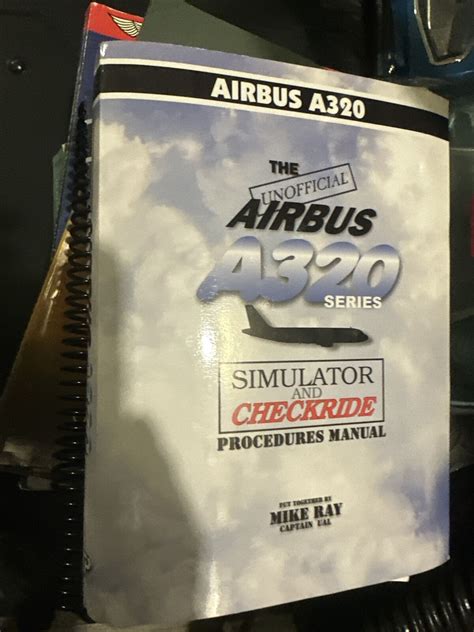 AIRBUS A320
THE
UNOFFICIAL
AIRBUS
A320
SERIES
SIMULATOR
AND
CHECKRIDE
PROCEDURES MANUAL
PUT TOGETHER BY
MIKE RAY
CAPTAIN UAL